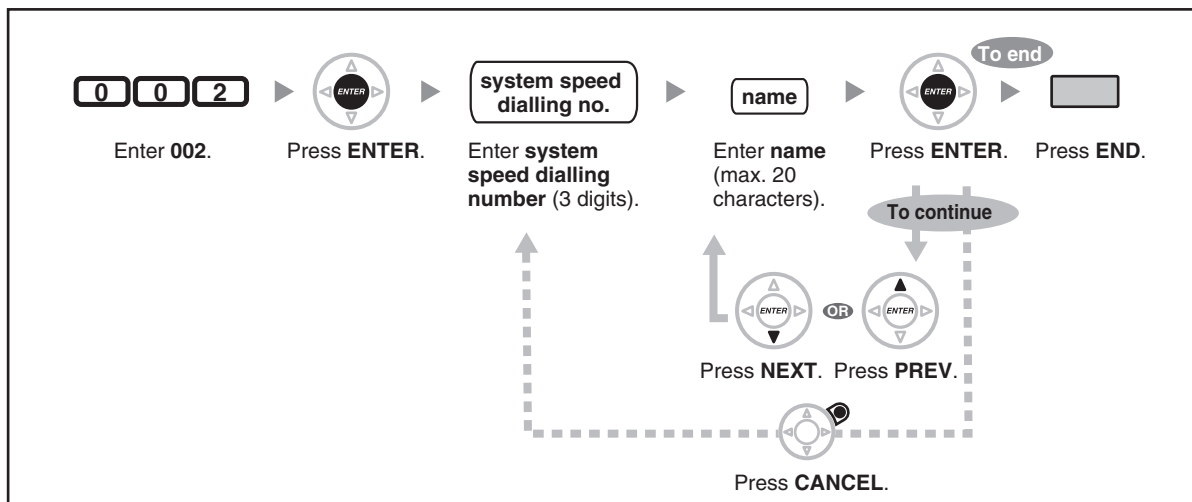 To end
0 0 2
ENTER
system speed
dialling no.
name
ENTER
Enter 002.
Press ENTER.
Enter system
speed dialling
number (3 digits).
Enter name
(max. 20
characters).
Press ENTER.
Press END.
To continue
ENTER
OR
ENTER
Press NEXT.
Press PREV.
Press CANCEL.